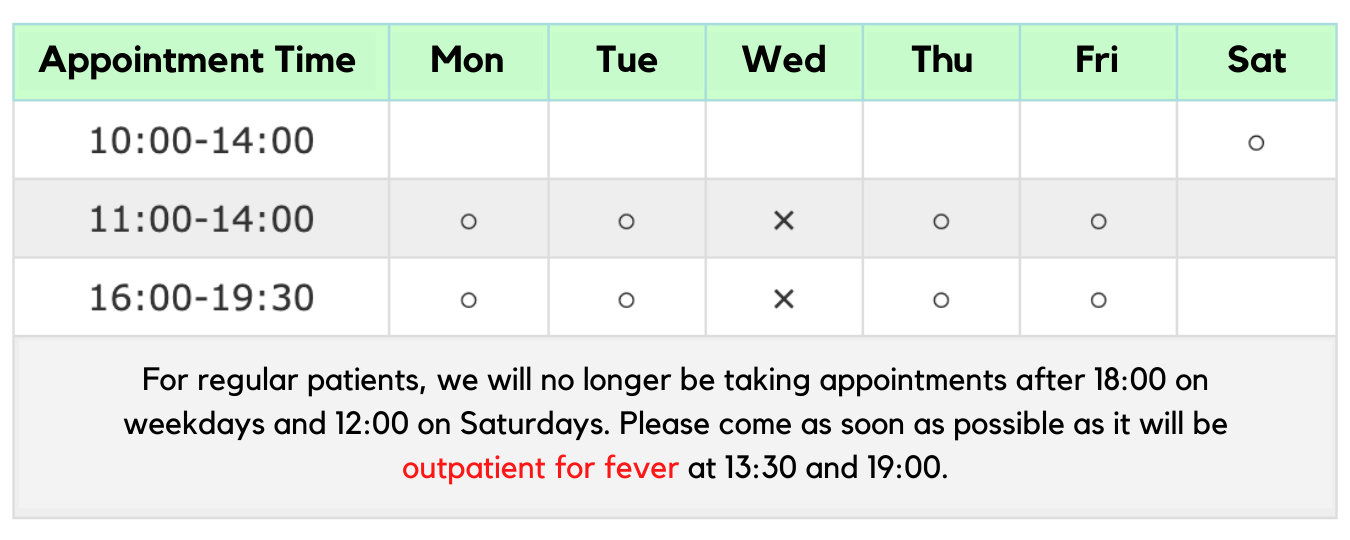 Appointment Time Mon Tue Wed Thu Fri Sat
10:00-14:00 ○
11:00-14:00 ○ ○ × ○ ○
16:00-19:30 ○ ○ × ○ ○
For regular patients, we will no longer be taking appointments after 18:00 on
weekdays and 12:00 on Saturdays. Please come as soon as possible as it will be
outpatient for fever at 13:30 and 19:00.